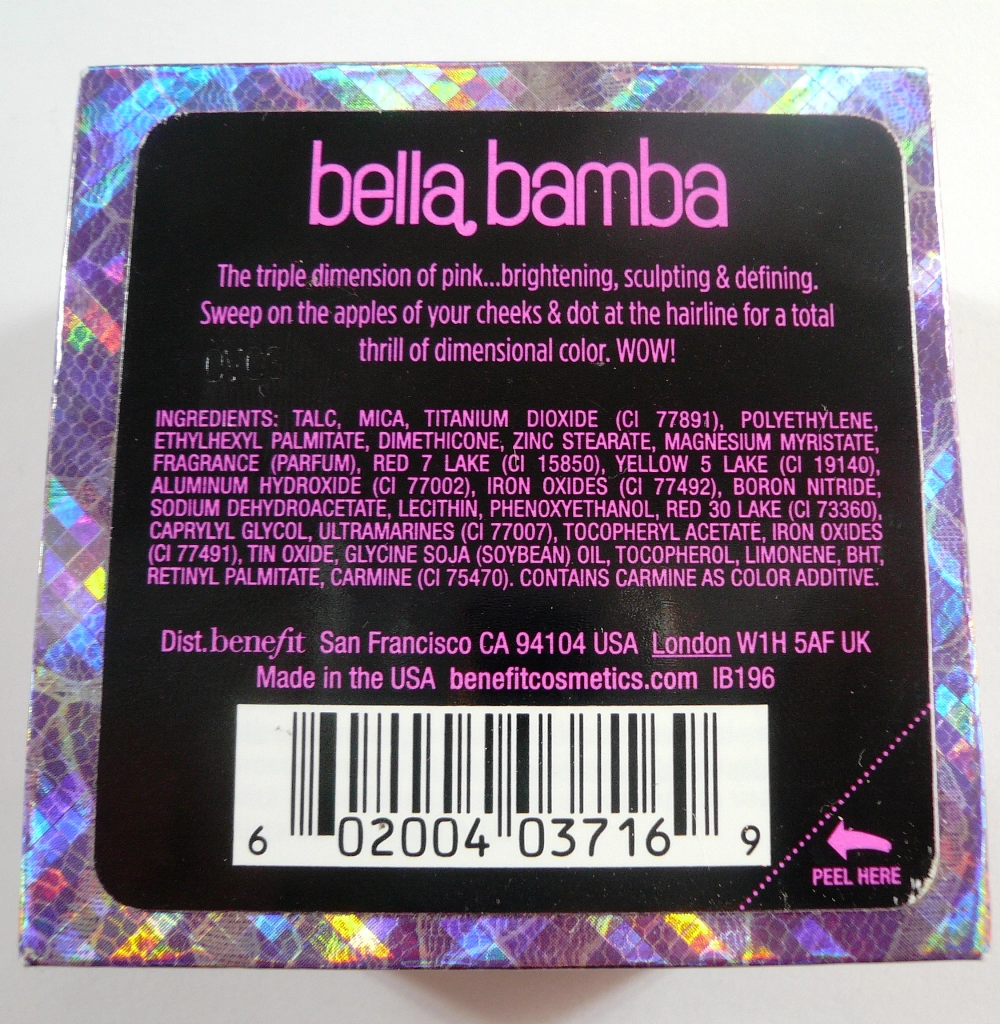 bella bamba
The triple dimension of pink...brightening, sculpting & defining.
Sweep on the apples of your cheeks & dot at the hairline for a total
thrill of dimensional color. WOW!
INGREDIENTS: TALC, MICA, TITANIUM DIOXIDE (CI 77891), POLYETHYLENE,
ETHYLHEXYL PALMITATE, DIMETHICONE, ZINC STEARATE, MAGNESIUM MYRISTATE,
FRAGRANCE (PARFUM), RED 7 LAKE (CI 15850), YELLOW 5 LAKE (CI 19140),
ALUMINUM HYDROXIDE (CI 77002), IRON OXIDES (CI 77492), BORON NITRIDE,
SODIUM DEHYDROACETATE, LECITHIN, PHENOXYETHANOL, RED 30 LAKE (CI 73360),
CAPRYLYL GLYCOL, ULTRAMARINES (CI 77007), TOCOPHERYL ACETATE, IRON OXIDES
(CI 77491), TIN OXIDE, GLYCINE SOJA (SOYBEAN) OIL, TOCOPHEROL, LIMONENE, BHT,
RETINYL PALMITATE, CARMINE (CI 75470). CONTAINS CARMINE AS COLOR ADDITIVE.
Dist. benefit San Francisco CA 94104 USA London W1H 5AF UK
Made in the USA benefitcosmetics.com IB196
6 02004 03716 9
PEEL HERE